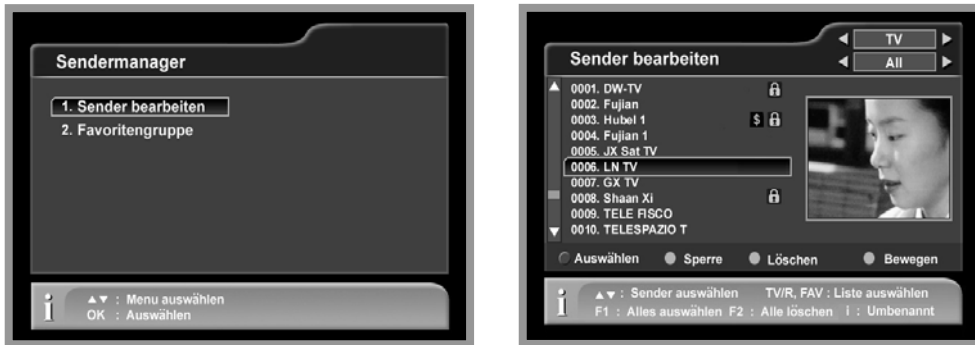 Sendermanager
1. Sender bearbeiten
2. Favoritengruppe
i
▲▼ : Menu auswählen
OK : Auswählen
TV
Sender bearbeiten
All
0001. DW-TV
0002. Fujian
0003. Hubel 1 $
0004. Fujian 1
0005. JX Sat TV
0006. LN TV
0007. GX TV
0008. Shaan Xi
0009. TELE FISCO
0010. TELESPAZIO T
Auswählen Sperre Löschen Bewegen
i
▲▼ : Sender auswählen TV/R, FAV : Liste auswählen
F1 : Alles auswählen F2 : Alle löschen i : Umbenannt